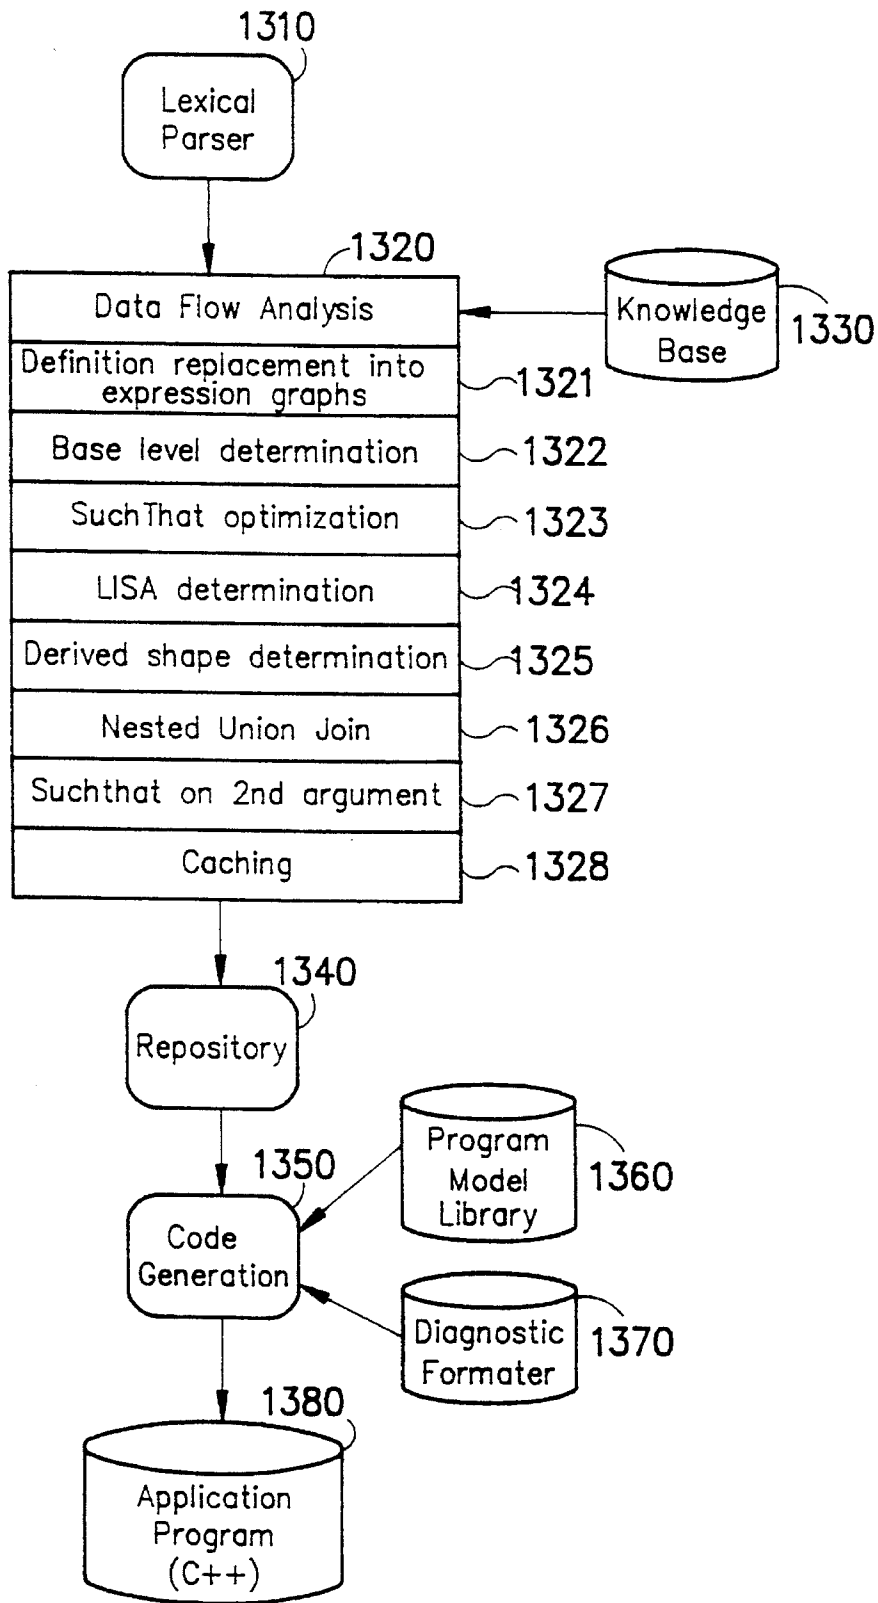 1310
Lexical
Parser
1320
Data Flow Analysis
Knowledge
Base
1330
Definition replacement into
expression graphs
1321
Base level determination
1322
SuchThat optimization
1323
LISA determination
1324
Derived shape determination
1325
Nested Union Join
1326
Suchthat on 2nd argument
1327
Caching
1328
1340
Repository
1350
Code
Generation
Program
Model
Library
1360
Diagnostic
Formater
1370
1380
Application
Program
(C++)